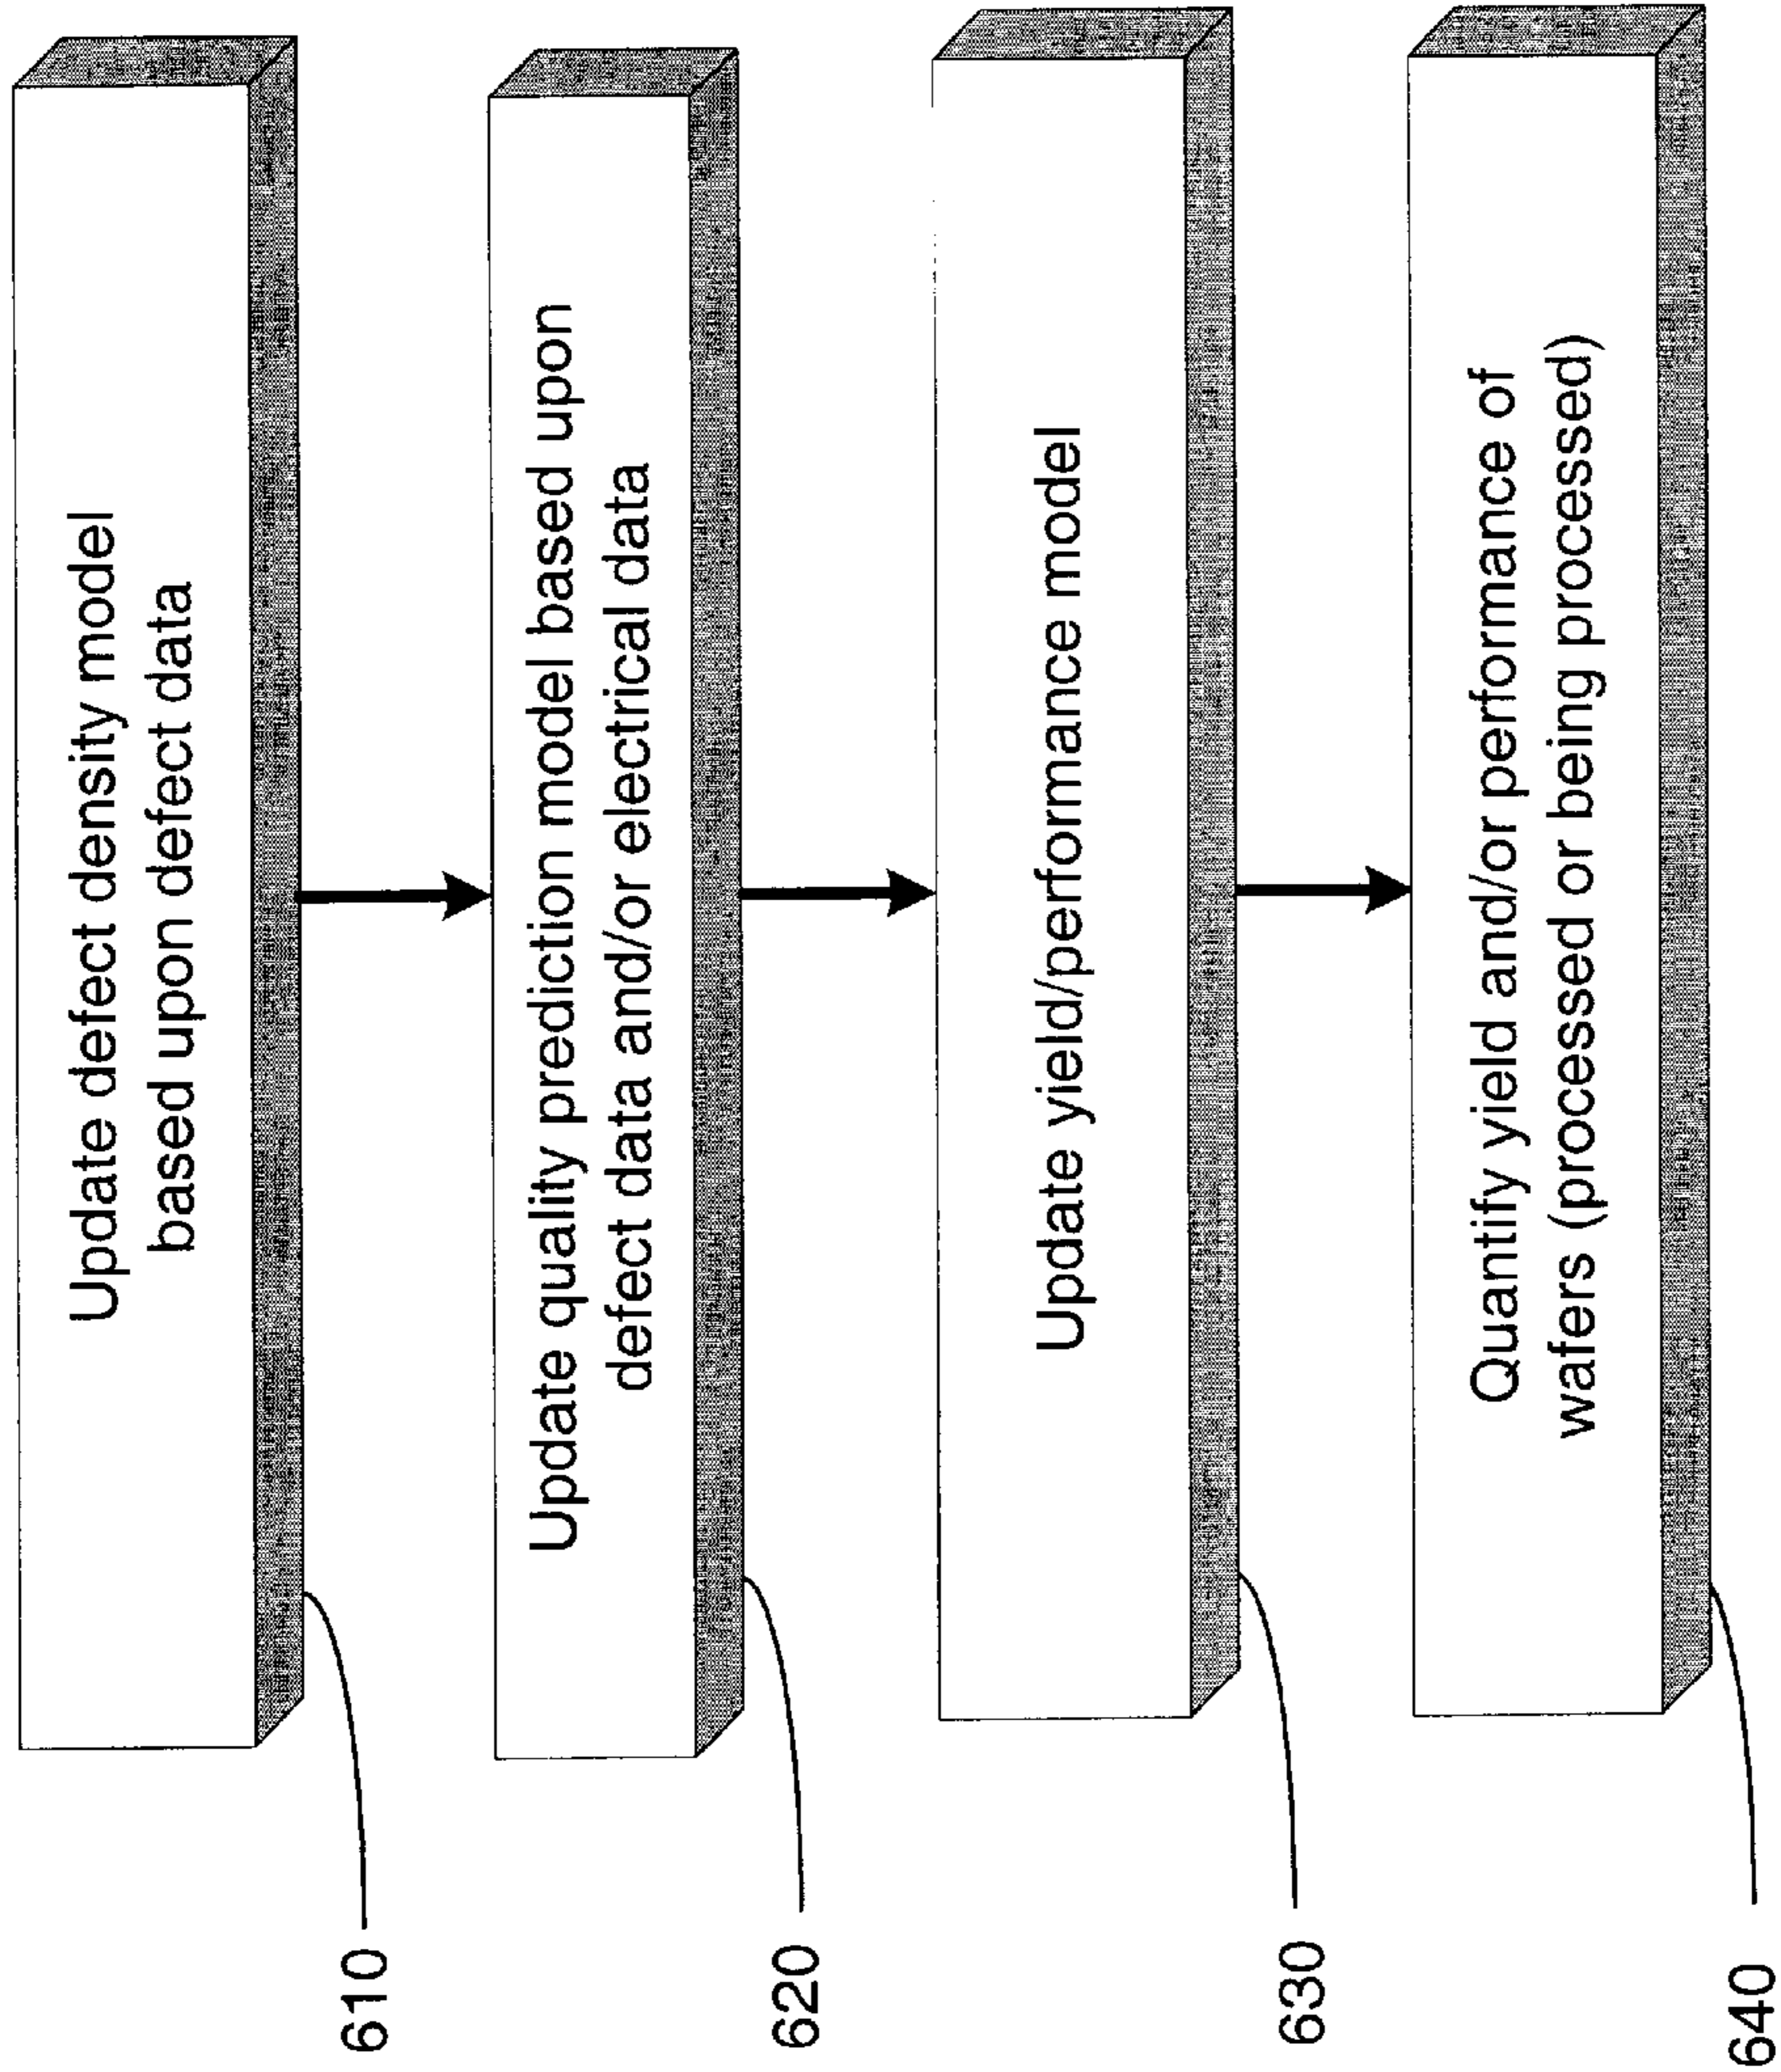 Update defect density model
based upon defect data
610
Update quality prediction model based upon
defect data and/or electrical data
620
Update yield/performance model
630
Quantify yield and/or performance of
wafers (processed or being processed)
640